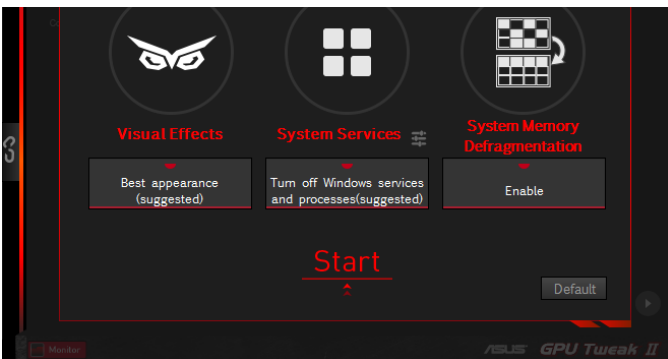 Visual Effects
System Services
System Memory
Defragmentation
Best appearance
(suggested)
Turn off Windows services
and processes(suggested)
Enable
Start
Default
Monitor
ASUS GPU Tweak II